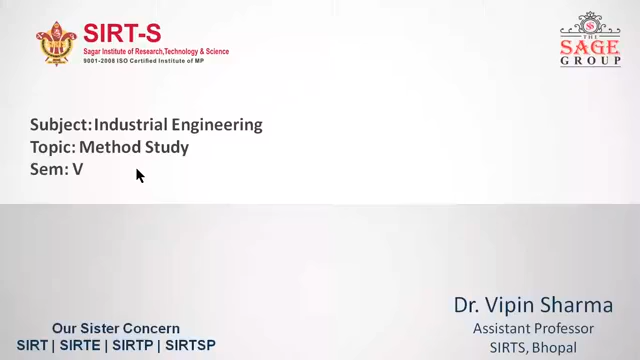 SIRT-S
Sagar Institute of Research,Technology & Science
9001-2008 ISO Certified Institute of MP
THE
SAGE
GROUP
Subject:Industrial Engineering
Topic: Method Study
Sem: V
Dr. Vipin Sharma
Assistant Professor
SIRTS, Bhopal
Our Sister Concern
SIRT | SIRTE | SIRTP | SIRTSP